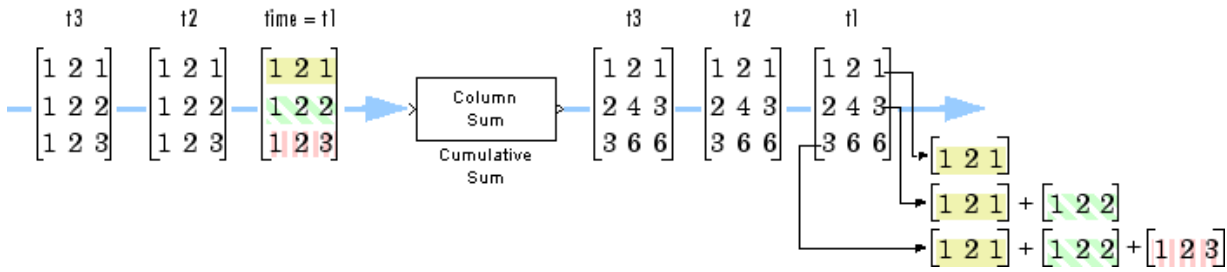 t3 t2 time = t1 t3 t2 t1
[1 2 1] [1 2 1] [1 2 1] [1 2 1] [1 2 1] [1 2 1]
[1 2 2] [1 2 2] [1 2 2] Column [2 4 3] [2 4 3] [2 4 3]
Sum
[1 2 3] [1 2 3] [1 2 3] [3 6 6] [3 6 6] [3 6 6]
Cumulative
Sum
[1 2 1]
[1 2 1] + [1 2 2]
[1 2 1] + [1 2 2] + [1 2 3]